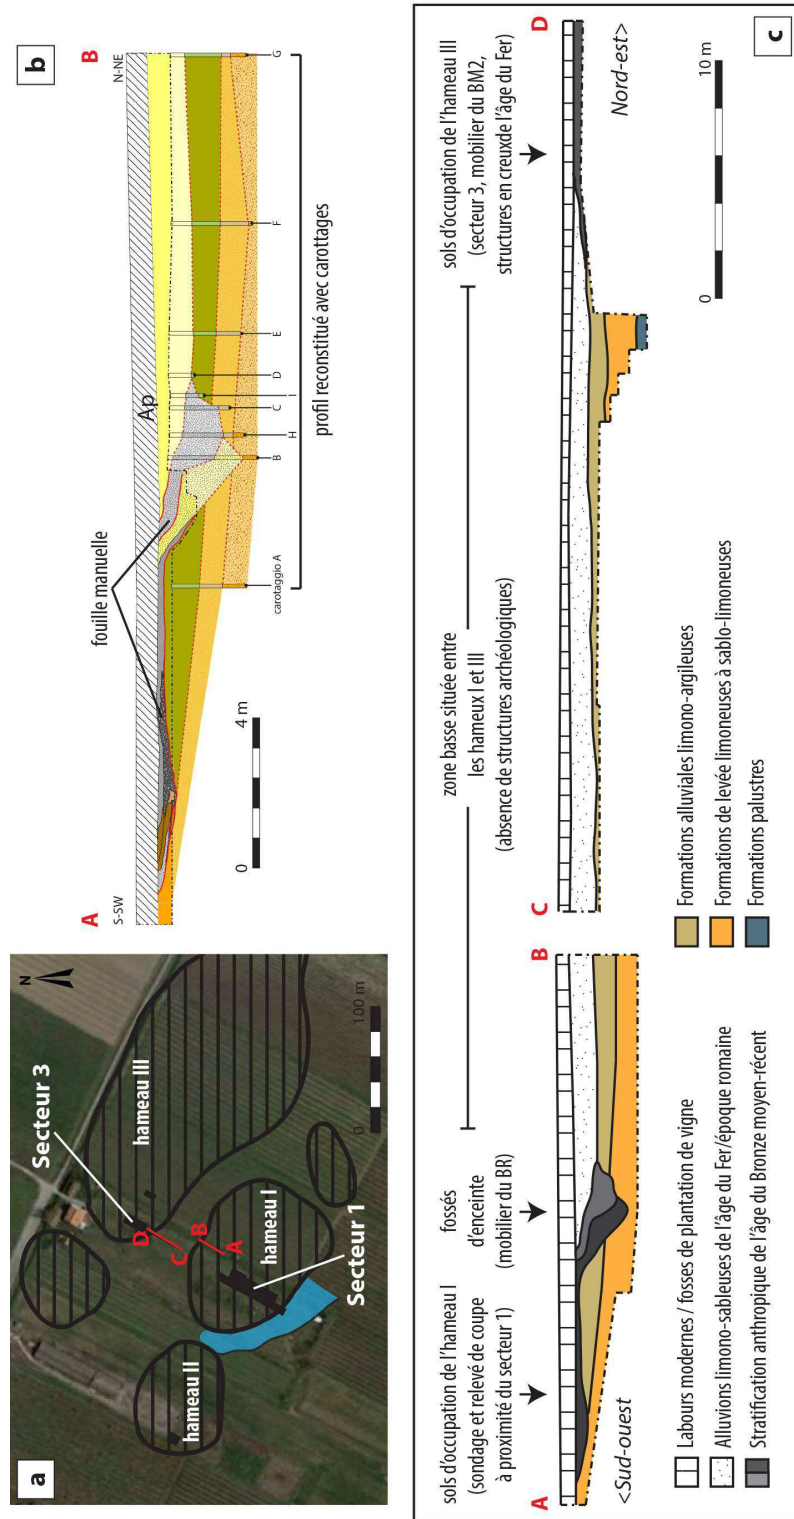 a
N
Secteur 3
hameau III
D
C
B
A
hameau I
hameau II
Secteur 1
0
100 m
b
A
S-SW
B
N-NE
fouille manuelle
Ap
0
4 m
carotaggio A
B
H
C
I
D
E
F
G
profil reconstitué avec carottages
c
sols d'occupation de l'hameau I
(sondage et relevé de coupe
à proximité du secteur 1)
fossés
d'enceinte
(mobilier du BR)
zone basse située entre
les hameux I et III
(absence de structures archéologiques)
sols d'occupation de l'hameau III
(secteur 3, mobilier du BM2,
structures en creuxde l'âge du Fer)
A
B
C
D
<Sud-ouest
Nord-est>
0
10 m
Labours modernes / fosses de plantation de vigne
Alluvions limono-sableuses de l'âge du Fer/époque romaine
Stratification anthropique de l'âge du Bronze moyen-récent
Formations alluviales limono-argileuses
Formations de levée limoneuses à sablo-limoneuses
Formations palustres